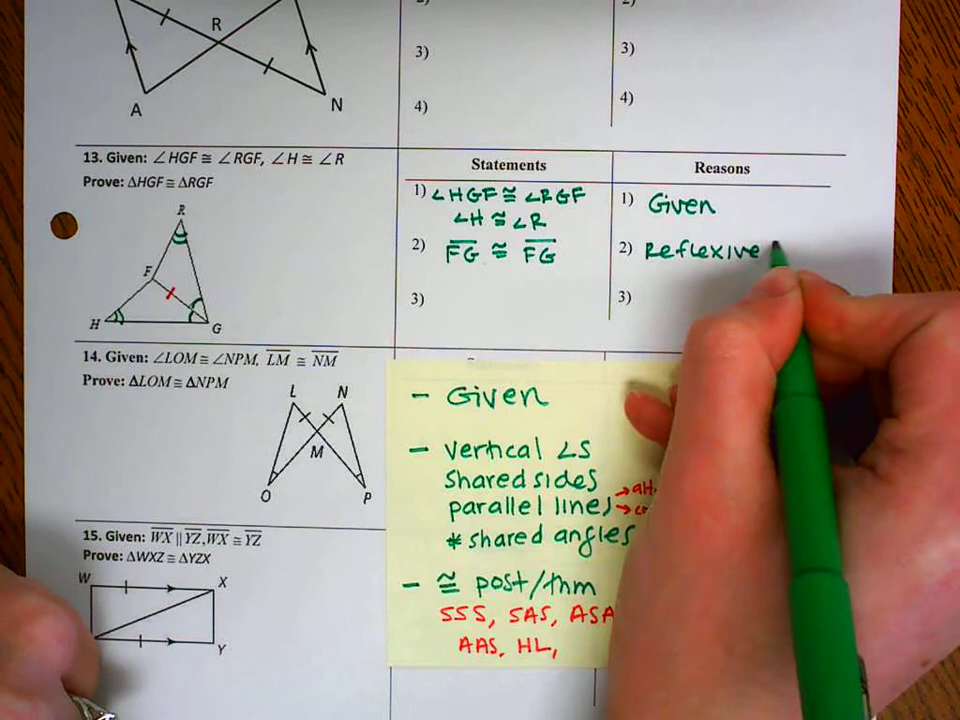 R
A
N
2)
3)
4)
2)
3)
4)
13. Given: ∠HGF ≅ ∠RGF, ∠H ≅ ∠R
Prove: ΔHGF ≅ ΔRGF
R
F
H
G
Statements
Reasons
1) ∠HGF ≅ ∠RGF
∠H ≅ ∠R
1) Given
2) FG ≅ FG
2) Reflexive
3)
3)
14. Given: ∠LOM ≅ ∠NPM, LM ≅ NM
Prove: ΔLOM ≅ ΔNPM
L
N
M
O
P
- Given
- vertical ∠s
shared sides
parallel lines
* shared angles
- ≅ post/thm
SSS, SAS, ASA
AAS, HL,
15. Given: WX ∥ YZ, WX ≅ YZ
Prove: ΔWXZ ≅ ΔYZX
W
X
Y